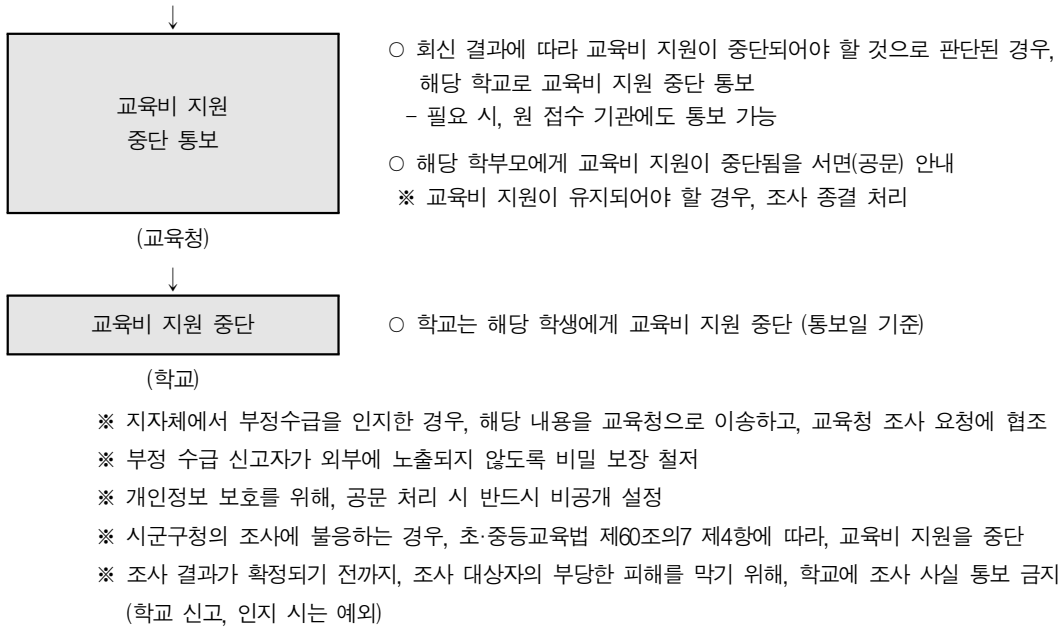 ↓
교육비 지원
중단 통보
(교육청)
○ 회신 결과에 따라 교육비 지원이 중단되어야 할 것으로 판단된 경우,
해당 학교로 교육비 지원 중단 통보
- 필요 시, 원 접수 기관에도 통보 가능
○ 해당 학부모에게 교육비 지원이 중단됨을 서면(공문) 안내
※ 교육비 지원이 유지되어야 할 경우, 조사 종결 처리
↓
교육비 지원 중단
(학교)
○ 학교는 해당 학생에게 교육비 지원 중단 (통보일 기준)
※ 지자체에서 부정수급을 인지한 경우, 해당 내용을 교육청으로 이송하고, 교육청 조사 요청에 협조
※ 부정 수급 신고자가 외부에 노출되지 않도록 비밀 보장 철저
※ 개인정보 보호를 위해, 공문 처리 시 반드시 비공개 설정
※ 시군구청의 조사에 불응하는 경우, 초·중등교육법 제60조의7 제4항에 따라, 교육비 지원을 중단
※ 조사 결과가 확정되기 전까지, 조사 대상자의 부당한 피해를 막기 위해, 학교에 조사 사실 통보 금지
(학교 신고, 인지 시는 예외)